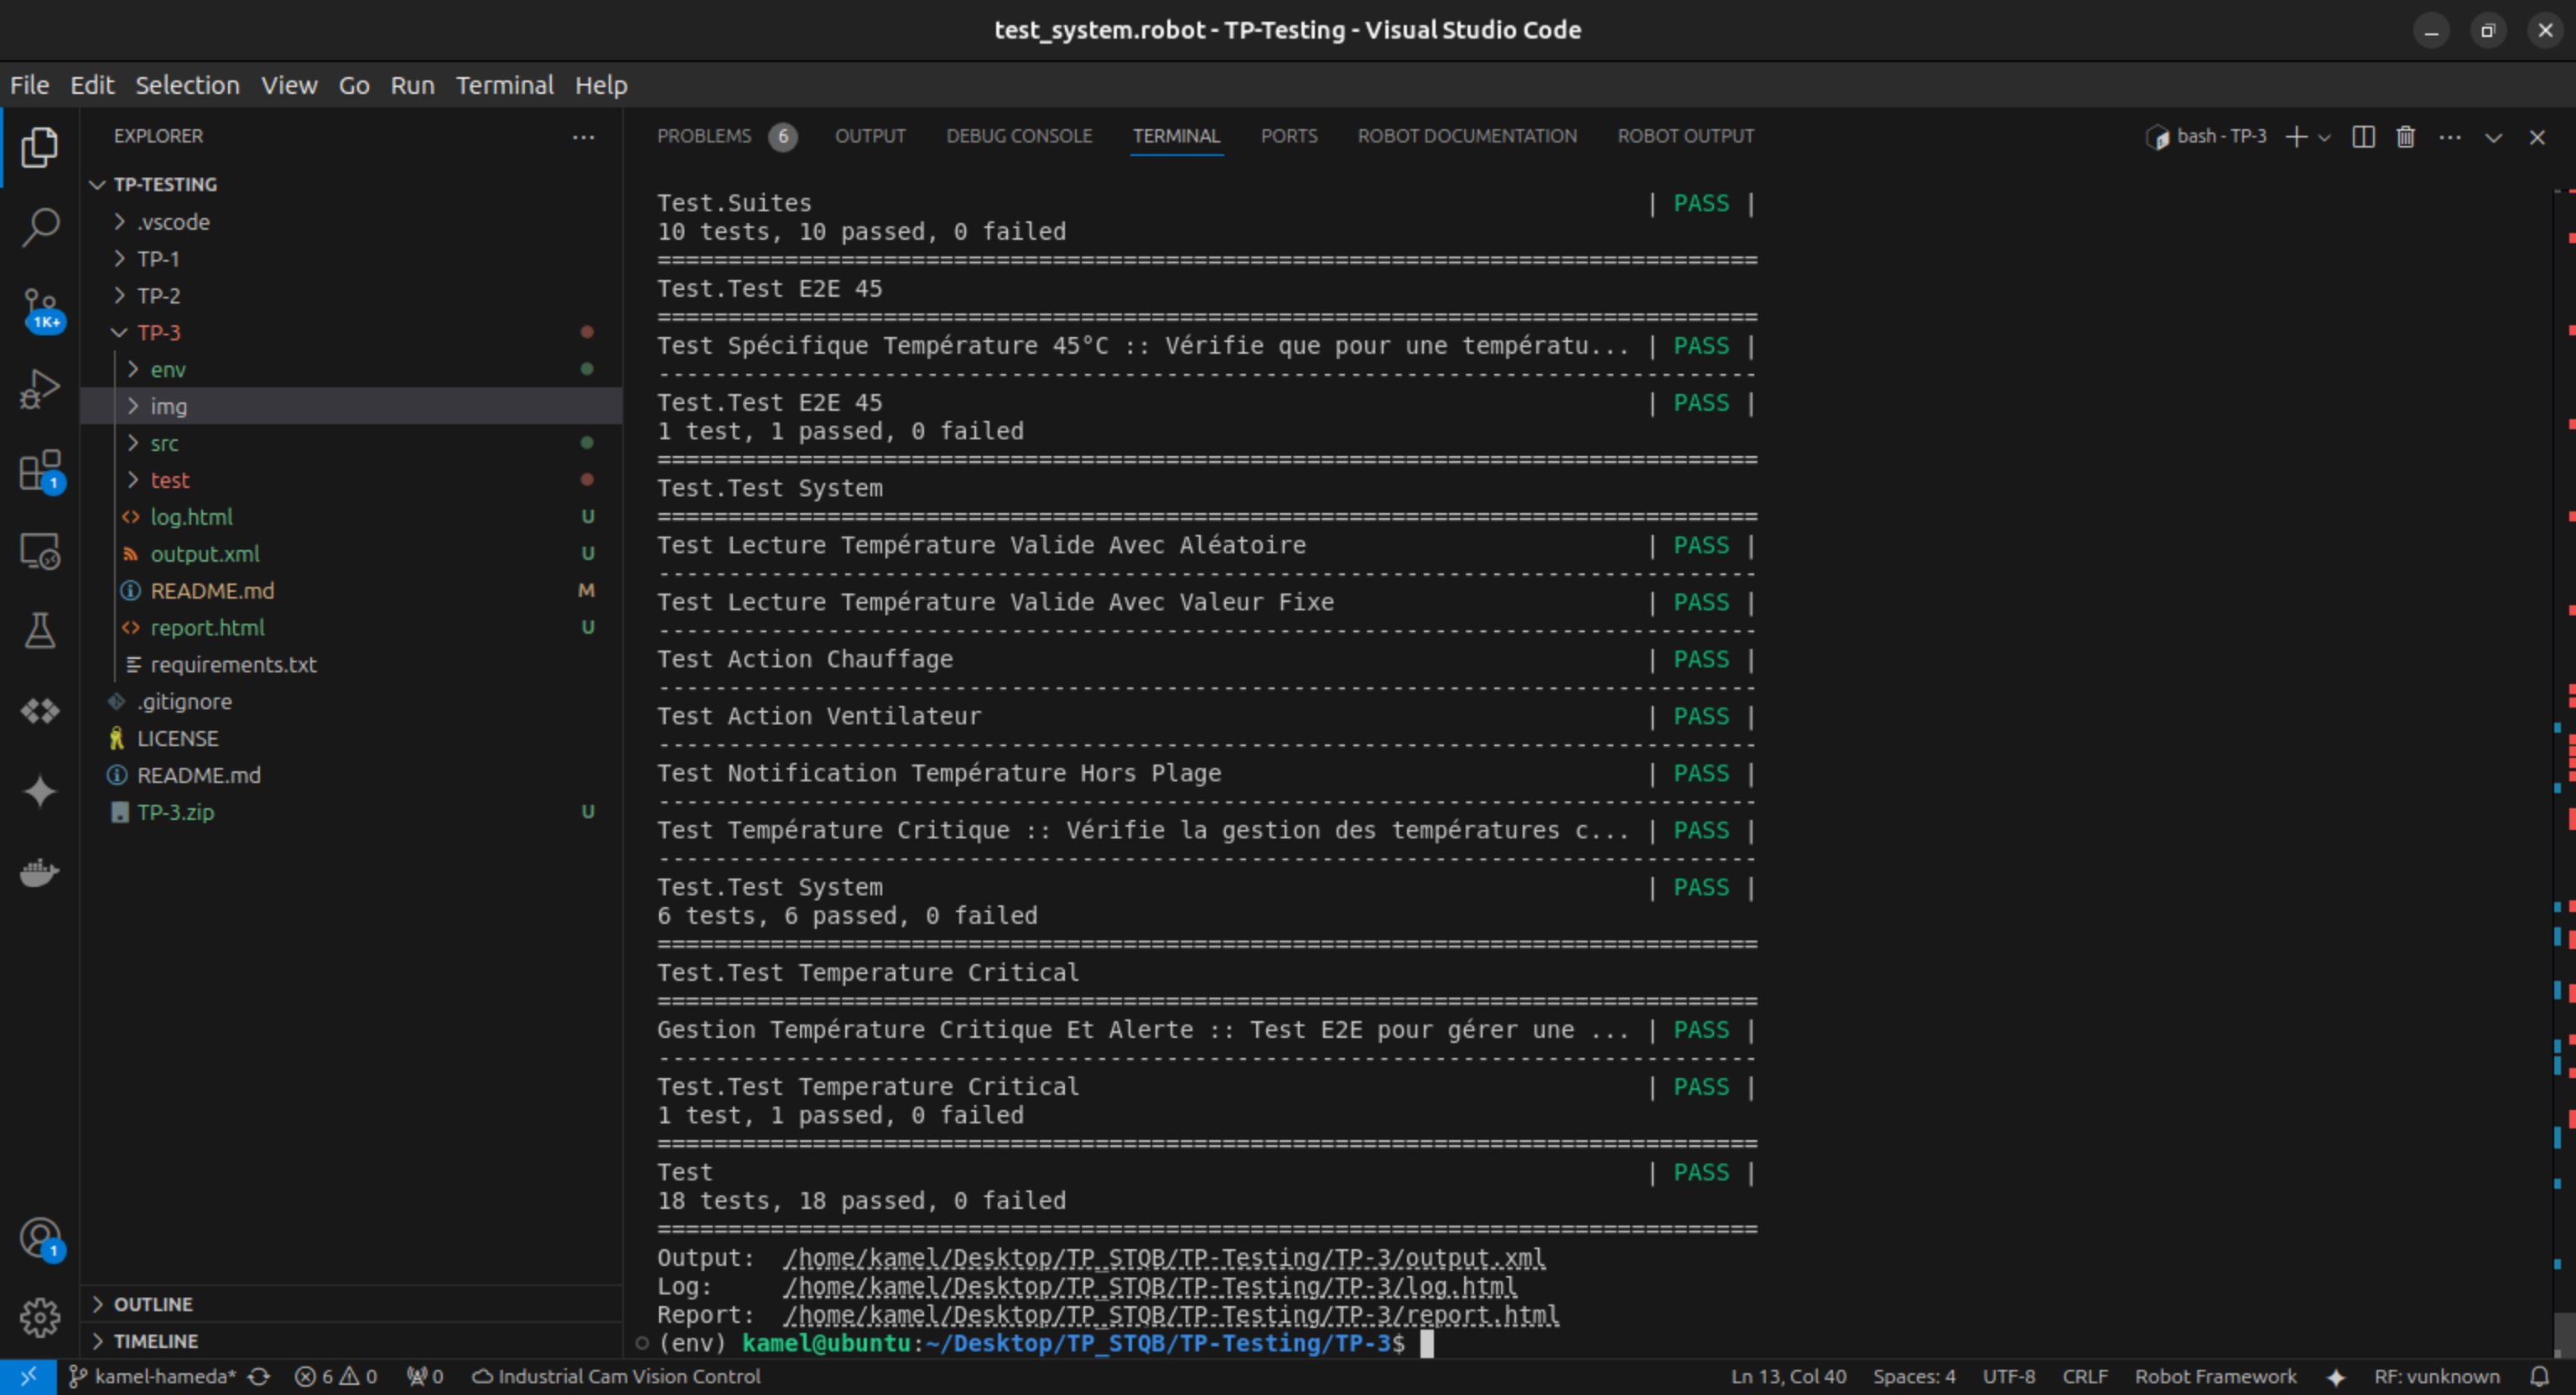 test_system.robot - TP-Testing - Visual Studio Code
File Edit Selection View Go Run Terminal Help
EXPLORER
TP-TESTING
.vscode
TP-1
TP-2
TP-3
env
img
src
test
log.html U
output.xml U
README.md M
report.html U
requirements.txt
.gitignore
LICENSE
README.md
TP-3.zip U
OUTLINE
TIMELINE
1K+
1
1
PROBLEMS 6 OUTPUT DEBUG CONSOLE TERMINAL PORTS ROBOT DOCUMENTATION ROBOT OUTPUT bash - TP-3
Test.Suites | PASS |
10 tests, 10 passed, 0 failed
==============================================================================
Test.Test E2E 45
==============================================================================
Test Spécifique Température 45°C :: Vérifie que pour une températu... | PASS |
------------------------------------------------------------------------------
Test.Test E2E 45 | PASS |
1 test, 1 passed, 0 failed
==============================================================================
Test.Test System
==============================================================================
Test Lecture Température Valide Avec Aléatoire | PASS |
------------------------------------------------------------------------------
Test Lecture Température Valide Avec Valeur Fixe | PASS |
------------------------------------------------------------------------------
Test Action Chauffage | PASS |
------------------------------------------------------------------------------
Test Action Ventilateur | PASS |
------------------------------------------------------------------------------
Test Notification Température Hors Plage | PASS |
------------------------------------------------------------------------------
Test Température Critique :: Vérifie la gestion des températures c... | PASS |
------------------------------------------------------------------------------
Test.Test System | PASS |
6 tests, 6 passed, 0 failed
==============================================================================
Test.Test Temperature Critical
==============================================================================
Gestion Température Critique Et Alerte :: Test E2E pour gérer une ... | PASS |
------------------------------------------------------------------------------
Test.Test Temperature Critical | PASS |
1 test, 1 passed, 0 failed
==============================================================================
Test | PASS |
18 tests, 18 passed, 0 failed
==============================================================================
Output: /home/kamel/Desktop/TP_STQB/TP-Testing/TP-3/output.xml
Log: /home/kamel/Desktop/TP_STQB/TP-Testing/TP-3/log.html
Report: /home/kamel/Desktop/TP_STQB/TP-Testing/TP-3/report.html
(env) kamel@ubuntu:~/Desktop/TP_STQB/TP-Testing/TP-3$
kamel-hameda* 6 0 0 Industrial Cam Vision Control Ln 13, Col 40 Spaces: 4 UTF-8 CRLF Robot Framework RF: vunknown